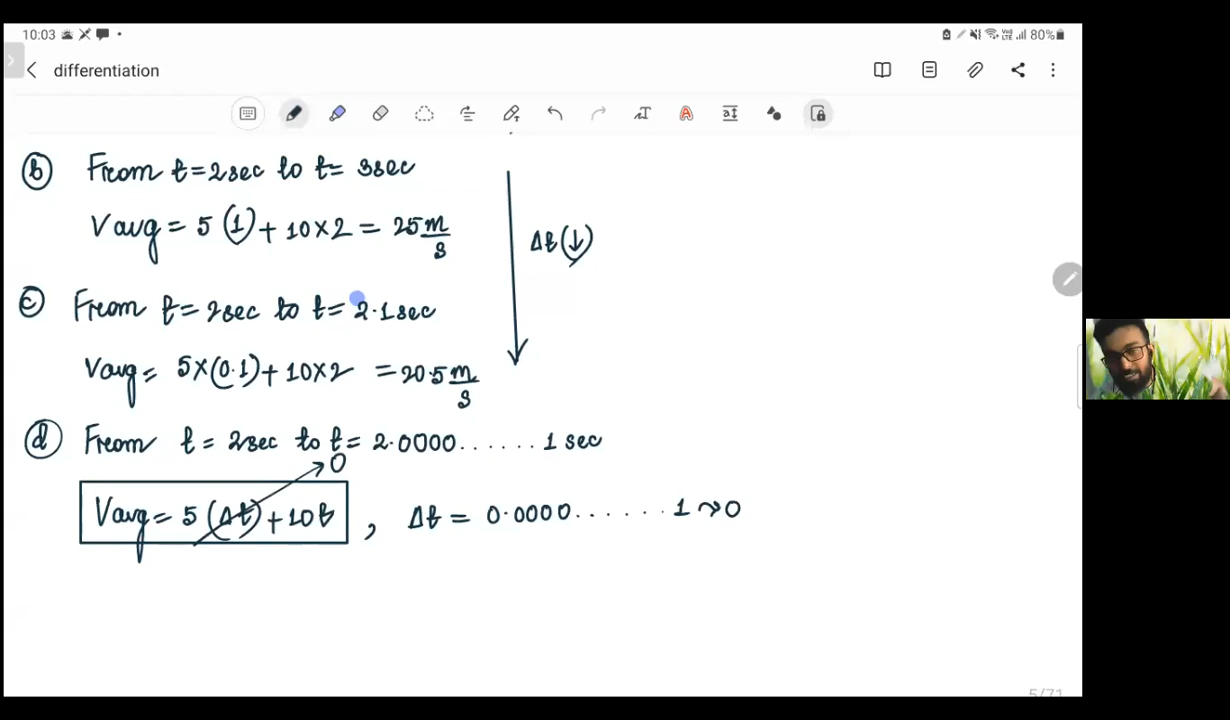 10:03
80%
differentiation
b From t=2sec to t= 3sec
Vavg = 5 (1) + 10×2 = 25 m/s
Δt(↓)
c From t= 2sec to t= 2.1sec
Vavg = 5×(0.1)+ 10×2 = 20.5 m/s
d From t = 2sec to t= 2.0000...... 1 sec
0
Vavg = 5 (Δt) + 10t , Δt = 0.0000...... 1 ~> 0
5/71